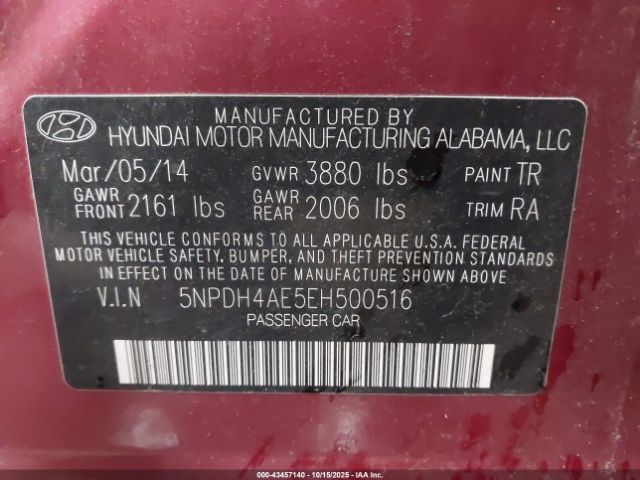 MANUFACTURED BY
HYUNDAI MOTOR MANUFACTURING ALABAMA, LLC
Mar/05/14 GVWR 3880 lbs PAINT TR
GAWR FRONT 2161 lbs GAWR REAR 2006 lbs TRIM RA
THIS VEHICLE CONFORMS TO ALL APPLICABLE U.S.A. FEDERAL
MOTOR VEHICLE SAFETY, BUMPER, AND THEFT PREVENTION STANDARDS
IN EFFECT ON THE DATE OF MANUFACTURE SHOWN ABOVE.
V.I.N 5NPDH4AE5EH500516
PASSENGER CAR
000-43457140 - 10/15/2025 - IAAI.com